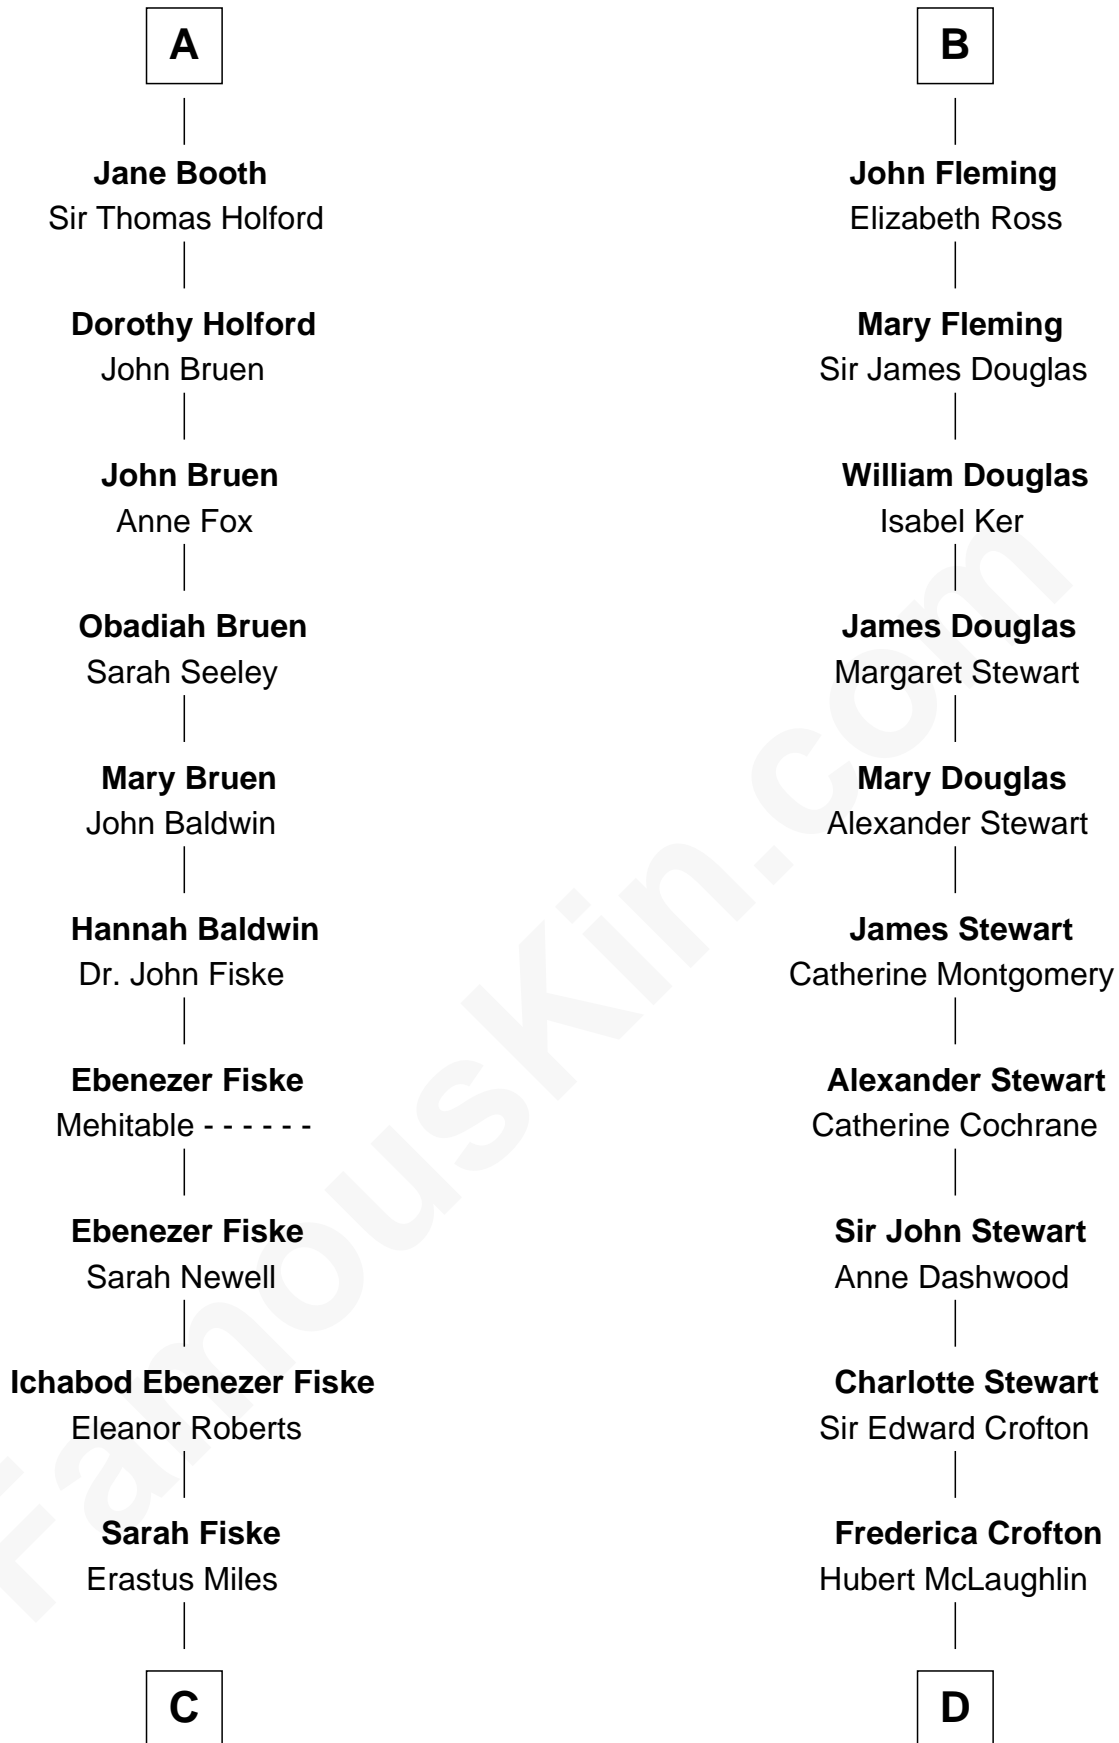 A
Jane Booth
Sir Thomas Holford
Dorothy Holford
John Bruen
John Bruen
Anne Fox
Obadiah Bruen
Sarah Seeley
Mary Bruen
John Baldwin
Hannah Baldwin
Dr. John Fiske
Ebenezer Fiske
Mehitable - - - - - -
Ebenezer Fiske
Sarah Newell
Ichabod Ebenezer Fiske
Eleanor Roberts
Sarah Fiske
Erastus Miles
C
B
John Fleming
Elizabeth Ross
Mary Fleming
Sir James Douglas
William Douglas
Isabel Ker
James Douglas
Margaret Stewart
Mary Douglas
Alexander Stewart
James Stewart
Catherine Montgomery
Alexander Stewart
Catherine Cochrane
Sir John Stewart
Anne Dashwood
Charlotte Stewart
Sir Edward Crofton
Frederica Crofton
Hubert McLaughlin
D
FamousKin.com